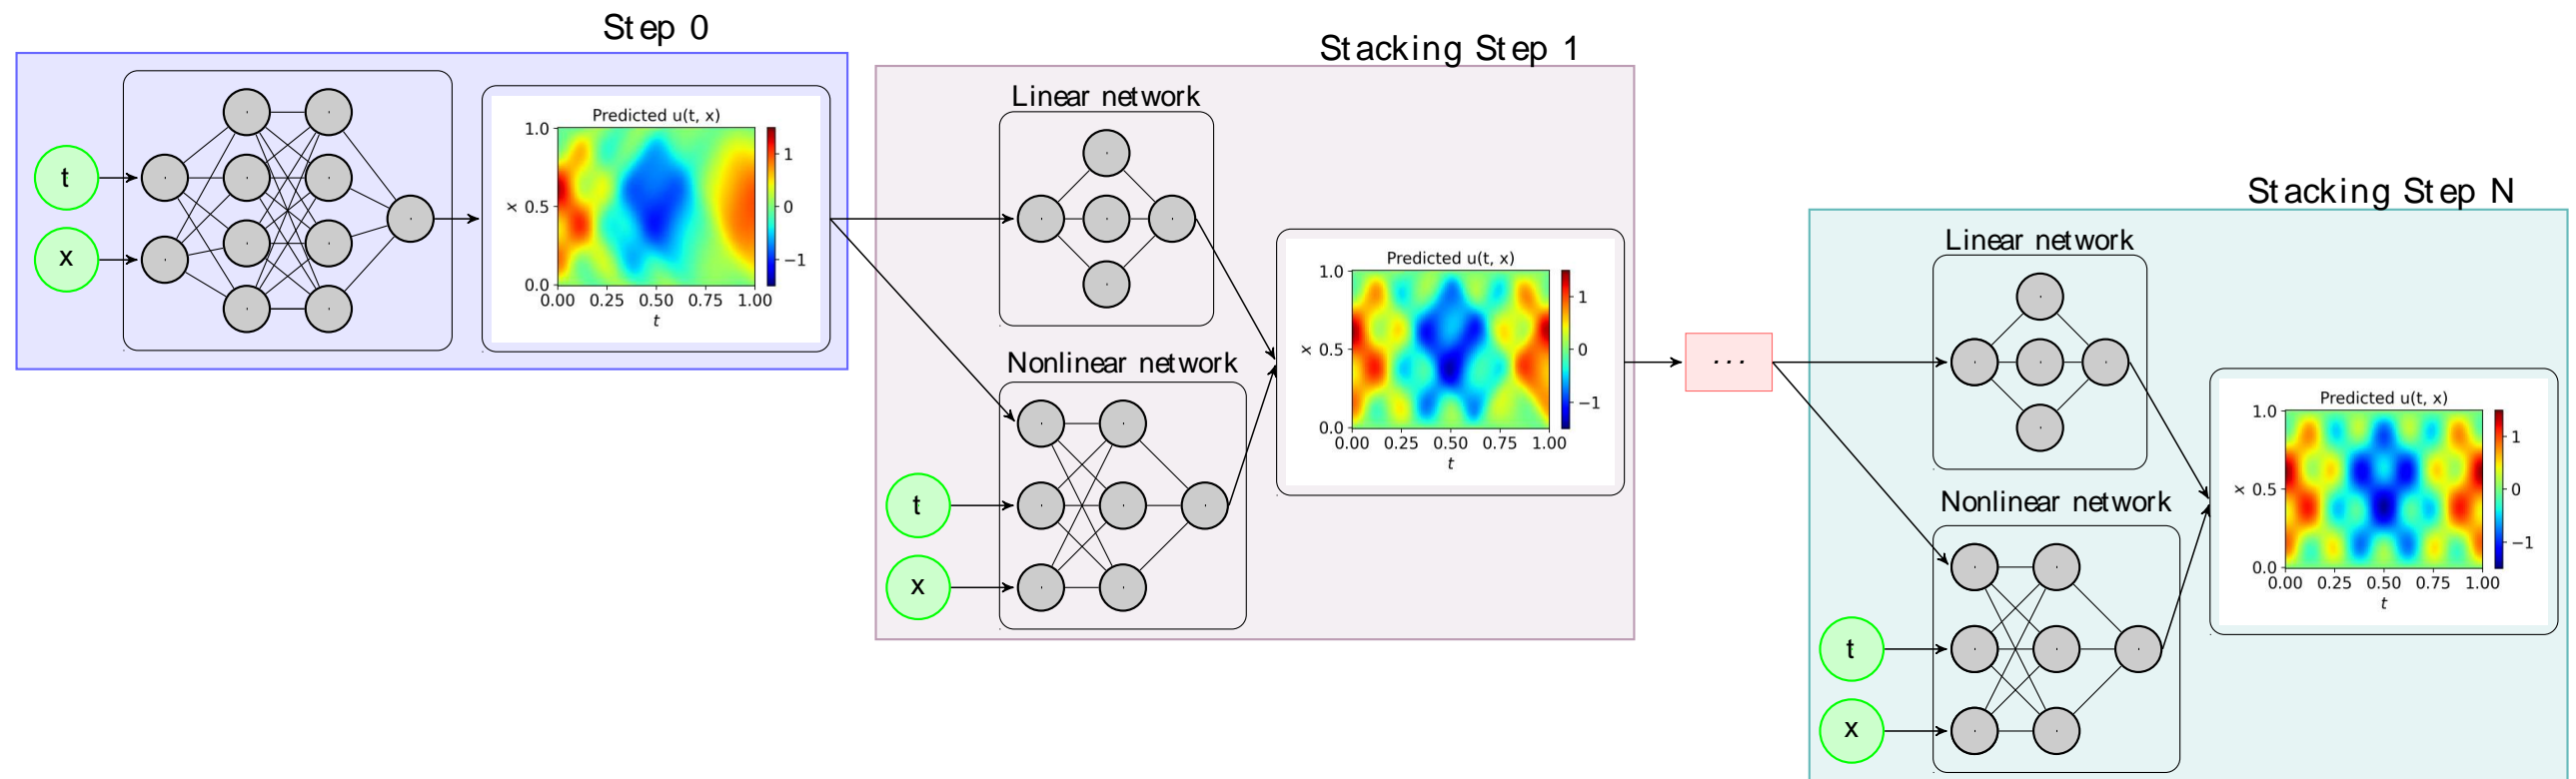 Step 0
t
x
Predicted u(t, x)
1.0
0.5
0.0
x
0.00 0.25 0.50 0.75 1.00
t
1
0
−1
Stacking Step 1
Linear network
Nonlinear network
t
x
Predicted u(t, x)
1.0
0.5
0.0
x
0.00 0.25 0.50 0.75 1.00
t
1
0
−1
...
Stacking Step N
Linear network
Nonlinear network
t
x
Predicted u(t, x)
1.0
0.5
0.0
x
0.00 0.25 0.50 0.75 1.00
t
1
0
−1